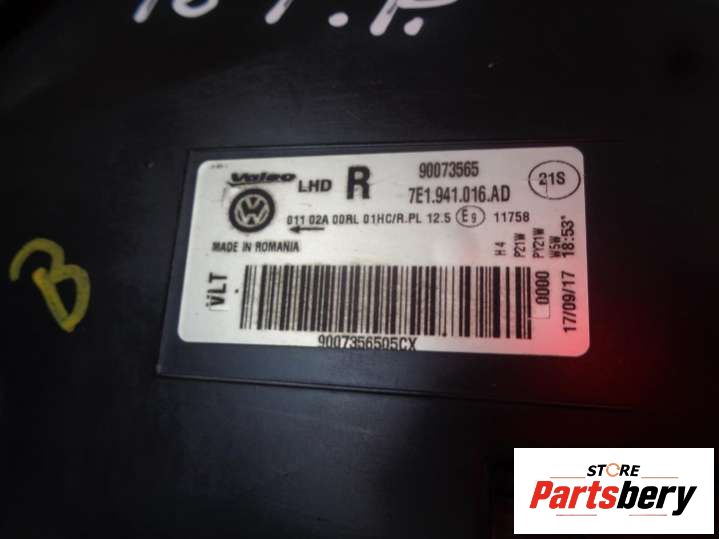 Valeo LHD R 90073565
7E1.941.016.AD 21S
011 02A 00RL 01HC/R.PL 12.5 E9 11758
MADE IN ROMANIA
H4
P21W
PY21W
W5W
18:53"
VLT
0000
17/09/17
9007356505CX
B
STORE
Partsbery